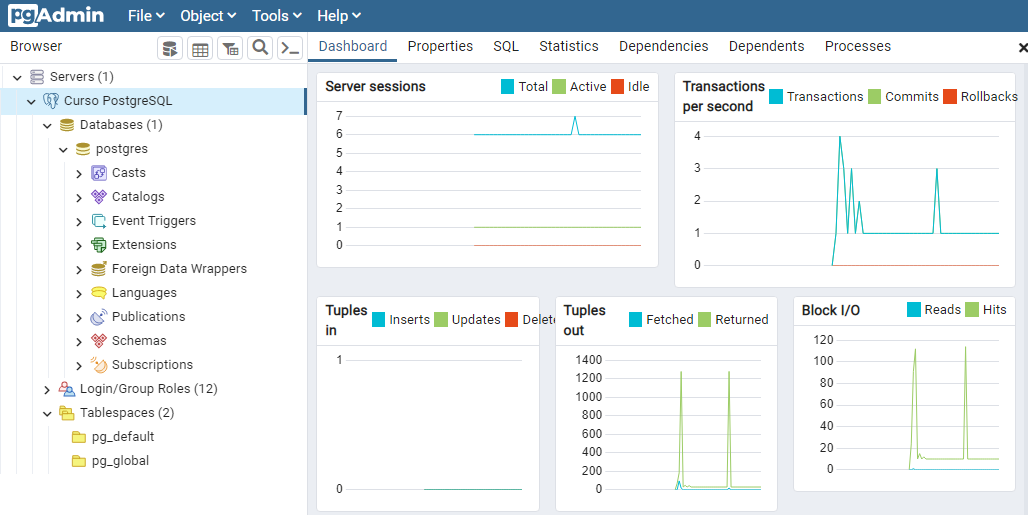 pgAdmin File Object Tools Help
Browser
Servers (1)
Curso PostgreSQL
Databases (1)
postgres
Casts
Catalogs
Event Triggers
Extensions
Foreign Data Wrappers
Languages
Publications
Schemas
Subscriptions
Login/Group Roles (12)
Tablespaces (2)
pg_default
pg_global
Dashboard Properties SQL Statistics Dependencies Dependents Processes
Server sessions Total Active Idle
7
6
5
4
3
2
1
0
Transactions
per second Transactions Commits Rollbacks
4
3
2
1
0
Tuples
in Inserts Updates Delete
1
0
Tuples
out Fetched Returned
1400
1200
1000
800
600
400
200
0
Block I/O Reads Hits
120
100
80
60
40
20
0